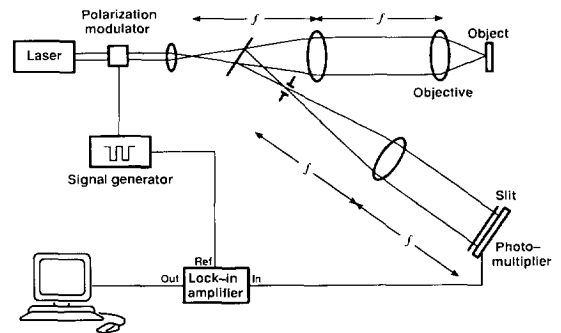 Polarization
modulator
f
f
Laser
Object
Objective
Signal generator
f
f
Slit
Photo–
multiplier
Ref
Out
Lock–in
amplifier
In